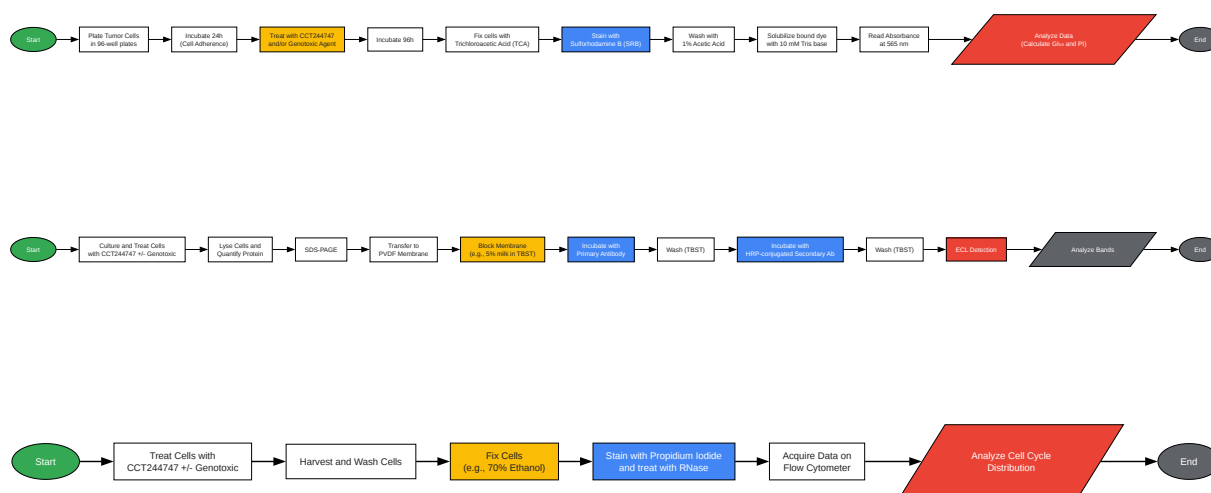 Start
Plate Tumor Cells
in 96-well plates
Incubate 24h
(Cell Adherence)
Treat with CCT244747
and/or Genotoxic Agent
Incubate 96h
Fix cells with
Trichloroacetic Acid (TCA)
Stain with
Sulforhodamine B (SRB)
Wash with
1% Acetic Acid
Solubilize bound dye
with 10 mM Tris base
Read Absorbance
at 565 nm
Analyze Data
(Calculate GI₅₀ and PI)
End
Start
Culture and Treat Cells
with CCT244747 +/- Genotoxic
Lyse Cells and
Quantify Protein
SDS-PAGE
Transfer to
PVDF Membrane
Block Membrane
(e.g., 5% milk in TBST)
Incubate with
Primary Antibody
Wash (TBST)
Incubate with
HRP-conjugated Secondary Ab
Wash (TBST)
ECL Detection
Analyze Bands
End
Start
Treat Cells with
CCT244747 +/- Genotoxic
Harvest and Wash Cells
Fix Cells
(e.g., 70% Ethanol)
Stain with Propidium Iodide
and treat with RNase
Acquire Data on
Flow Cytometer
Analyze Cell Cycle
Distribution
End